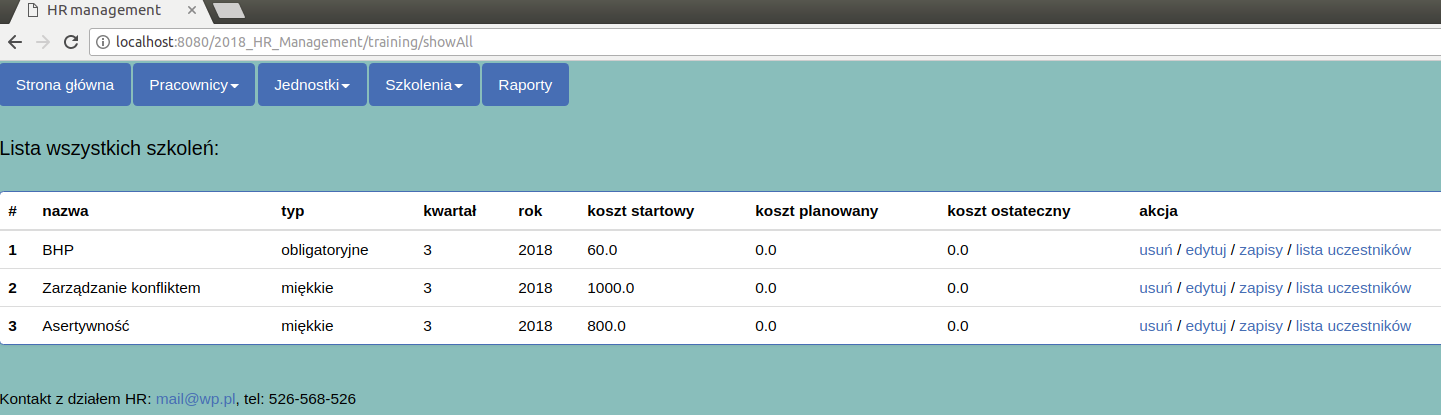 HR management
localhost:8080/2018_HR_Management/training/showAll
Strona główna Pracownicy Jednostki Szkolenia Raporty
Lista wszystkich szkoleń:
# nazwa typ kwartał rok koszt startowy koszt planowany koszt ostateczny akcja
1 BHP obligatoryjne 3 2018 60.0 0.0 0.0 usuń / edytuj / zapisy / lista uczestników
2 Zarządzanie konfliktem miękkie 3 2018 1000.0 0.0 0.0 usuń / edytuj / zapisy / lista uczestników
3 Asertywność miękkie 3 2018 800.0 0.0 0.0 usuń / edytuj / zapisy / lista uczestników
Kontakt z działem HR: mail@wp.pl, tel: 526-568-526